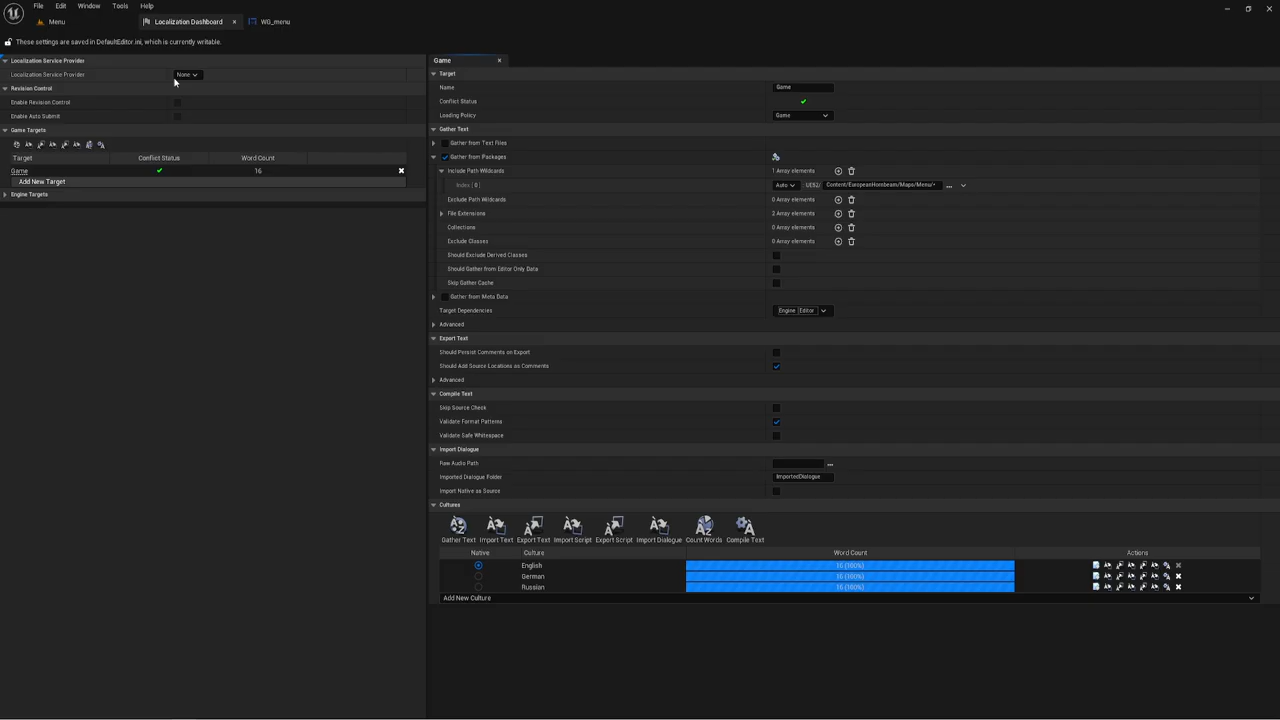 File Edit Window Tools Help
Menu Localization Dashboard × WG_menu
These settings are saved in DefaultEditor.ini, which is currently writable.
Localization Service Provider
Localization Service Provider None
Revision Control
Enable Revision Control
Enable Auto Submit
Game Targets
Target Conflict Status Word Count
Game 16
Add New Target
Engine Targets
Game ×
Target
Name Game
Conflict Status
Loading Policy Game
Gather Text
Gather from Text Files
Gather from Packages
Include Path Wildcards 1 Array elements
Index [ 0 ] Auto UE52/ Content/EuropeanHornbeam/Maps/Menu/*
Exclude Path Wildcards 0 Array elements
File Extensions 2 Array elements
Collections 0 Array elements
Exclude Classes 0 Array elements
Should Exclude Derived Classes
Should Gather from Editor Only Data
Skip Gather Cache
Gather from Meta Data
Target Dependencies Engine Editor
Advanced
Export Text
Should Persist Comments on Export
Should Add Source Locations as Comments
Advanced
Compile Text
Skip Source Check
Validate Format Patterns
Validate Safe Whitespace
Import Dialogue
Raw Audio Path
Imported Dialogue Folder ImportedDialogue
Import Native as Source
Cultures
Gather Text Import Text Export Text Import Script Export Script Import Dialogue Count Words Compile Text
Native Culture Word Count Actions
English 16 (100%)
German 16 (100%)
Russian 16 (100%)
Add New Culture